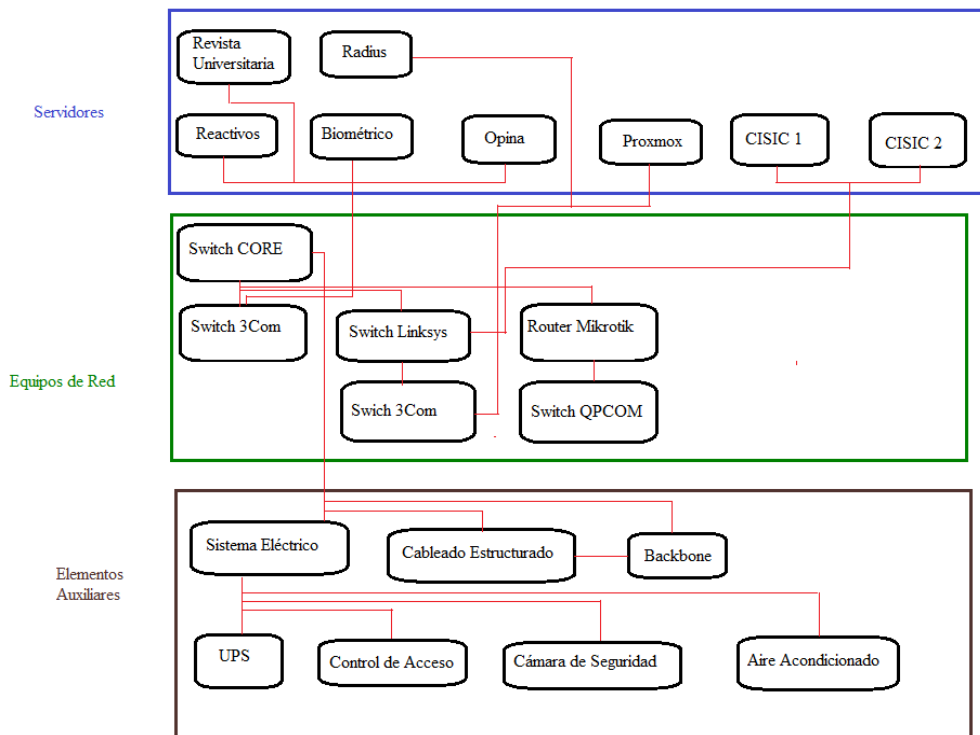 Servidores
Revista
Universitaria
Radius
Reactivos
Biométrico
Opina
Proxmox
CISIC 1
CISIC 2
Equipos de Red
Switch CORE
Switch 3Com
Switch Linksys
Router Mikrotik
Swich 3Com
Switch QPCOM
Elementos
Auxiliares
Sistema Eléctrico
Cableado Estructurado
Backbone
UPS
Control de Acceso
Cámara de Seguridad
Aire Acondicionado